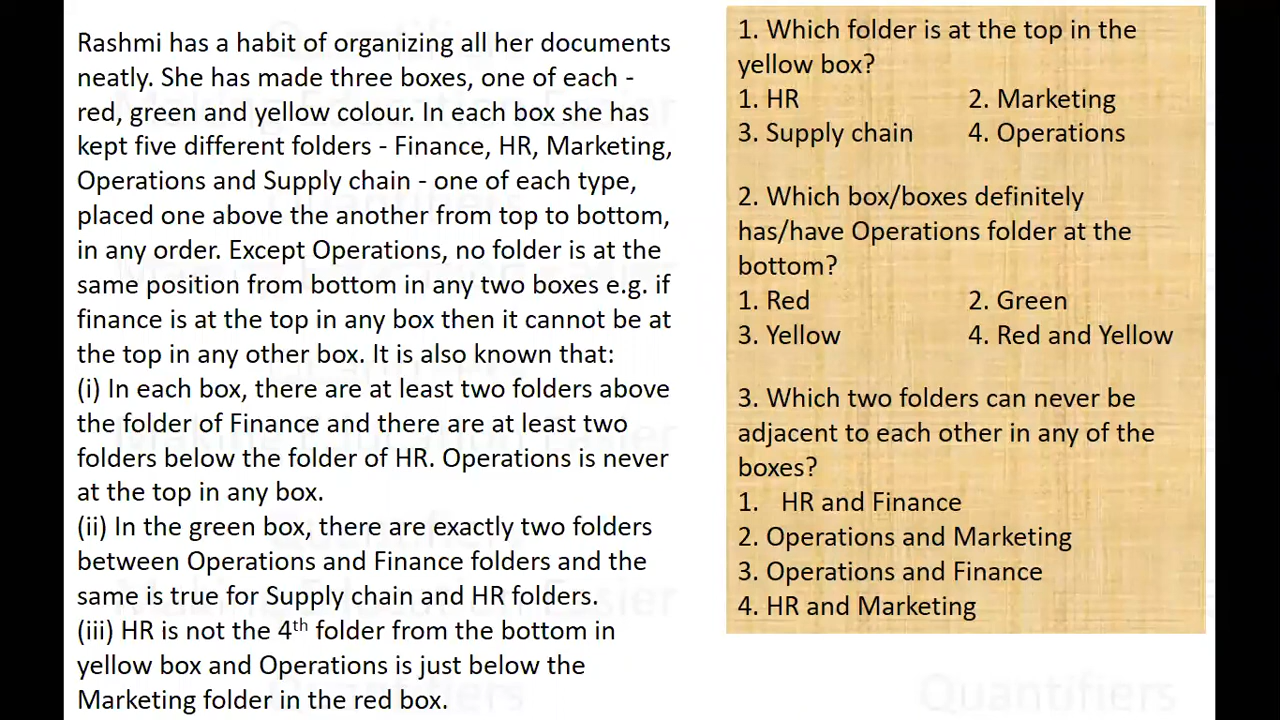 Rashmi has a habit of organizing all her documents
neatly. She has made three boxes, one of each -
red, green and yellow colour. In each box she has
kept five different folders - Finance, HR, Marketing,
Operations and Supply chain - one of each type,
placed one above the another from top to bottom,
in any order. Except Operations, no folder is at the
same position from bottom in any two boxes e.g. if
finance is at the top in any box then it cannot be at
the top in any other box. It is also known that:
(i) In each box, there are at least two folders above
the folder of Finance and there are at least two
folders below the folder of HR. Operations is never
at the top in any box.
(ii) In the green box, there are exactly two folders
between Operations and Finance folders and the
same is true for Supply chain and HR folders.
(iii) HR is not the 4th folder from the bottom in
yellow box and Operations is just below the
Marketing folder in the red box.
1. Which folder is at the top in the
yellow box?
1. HR 2. Marketing
3. Supply chain 4. Operations
2. Which box/boxes definitely
has/have Operations folder at the
bottom?
1. Red 2. Green
3. Yellow 4. Red and Yellow
3. Which two folders can never be
adjacent to each other in any of the
boxes?
1. HR and Finance
2. Operations and Marketing
3. Operations and Finance
4. HR and Marketing
Quantifiers